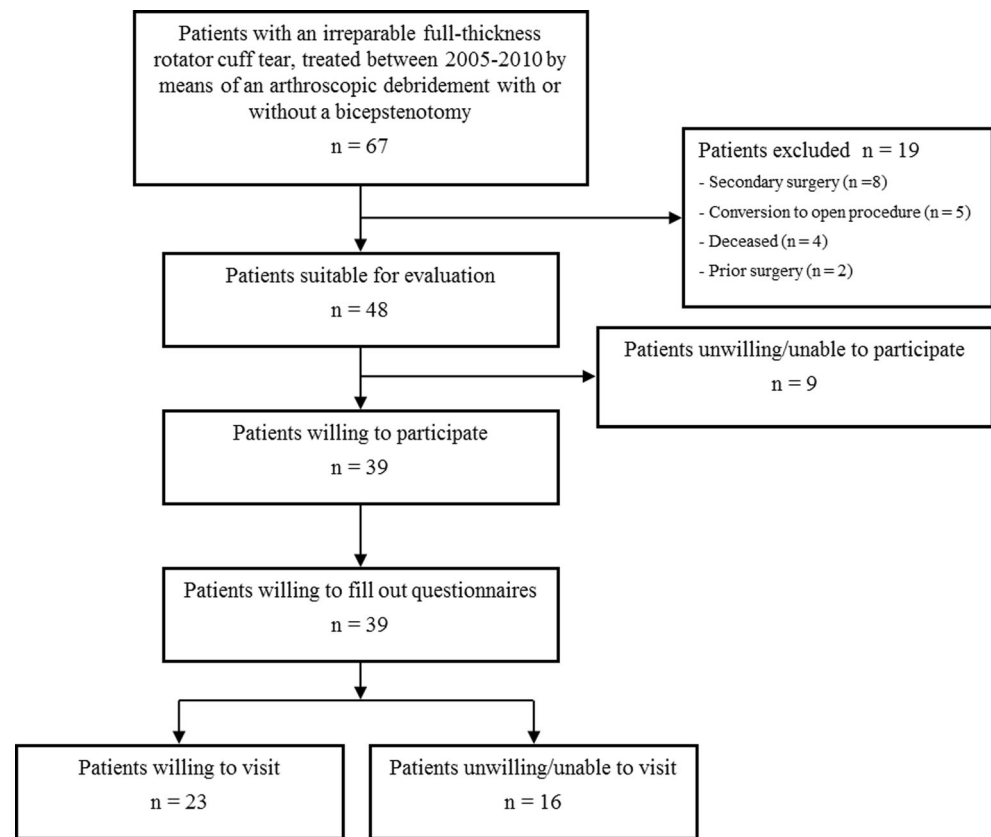 Patients with an irreparable full-thickness
rotator cuff tear, treated between 2005-2010 by
means of an arthroscopic debridement with or
without a bicepstenotomy
n = 67
Patients excluded n = 19
- Secondary surgery (n =8)
- Conversion to open procedure (n = 5)
- Deceased (n = 4)
- Prior surgery (n = 2)
Patients suitable for evaluation
n = 48
Patients unwilling/unable to participate
n = 9
Patients willing to participate
n = 39
Patients willing to fill out questionnaires
n = 39
Patients willing to visit
n = 23
Patients unwilling/unable to visit
n = 16